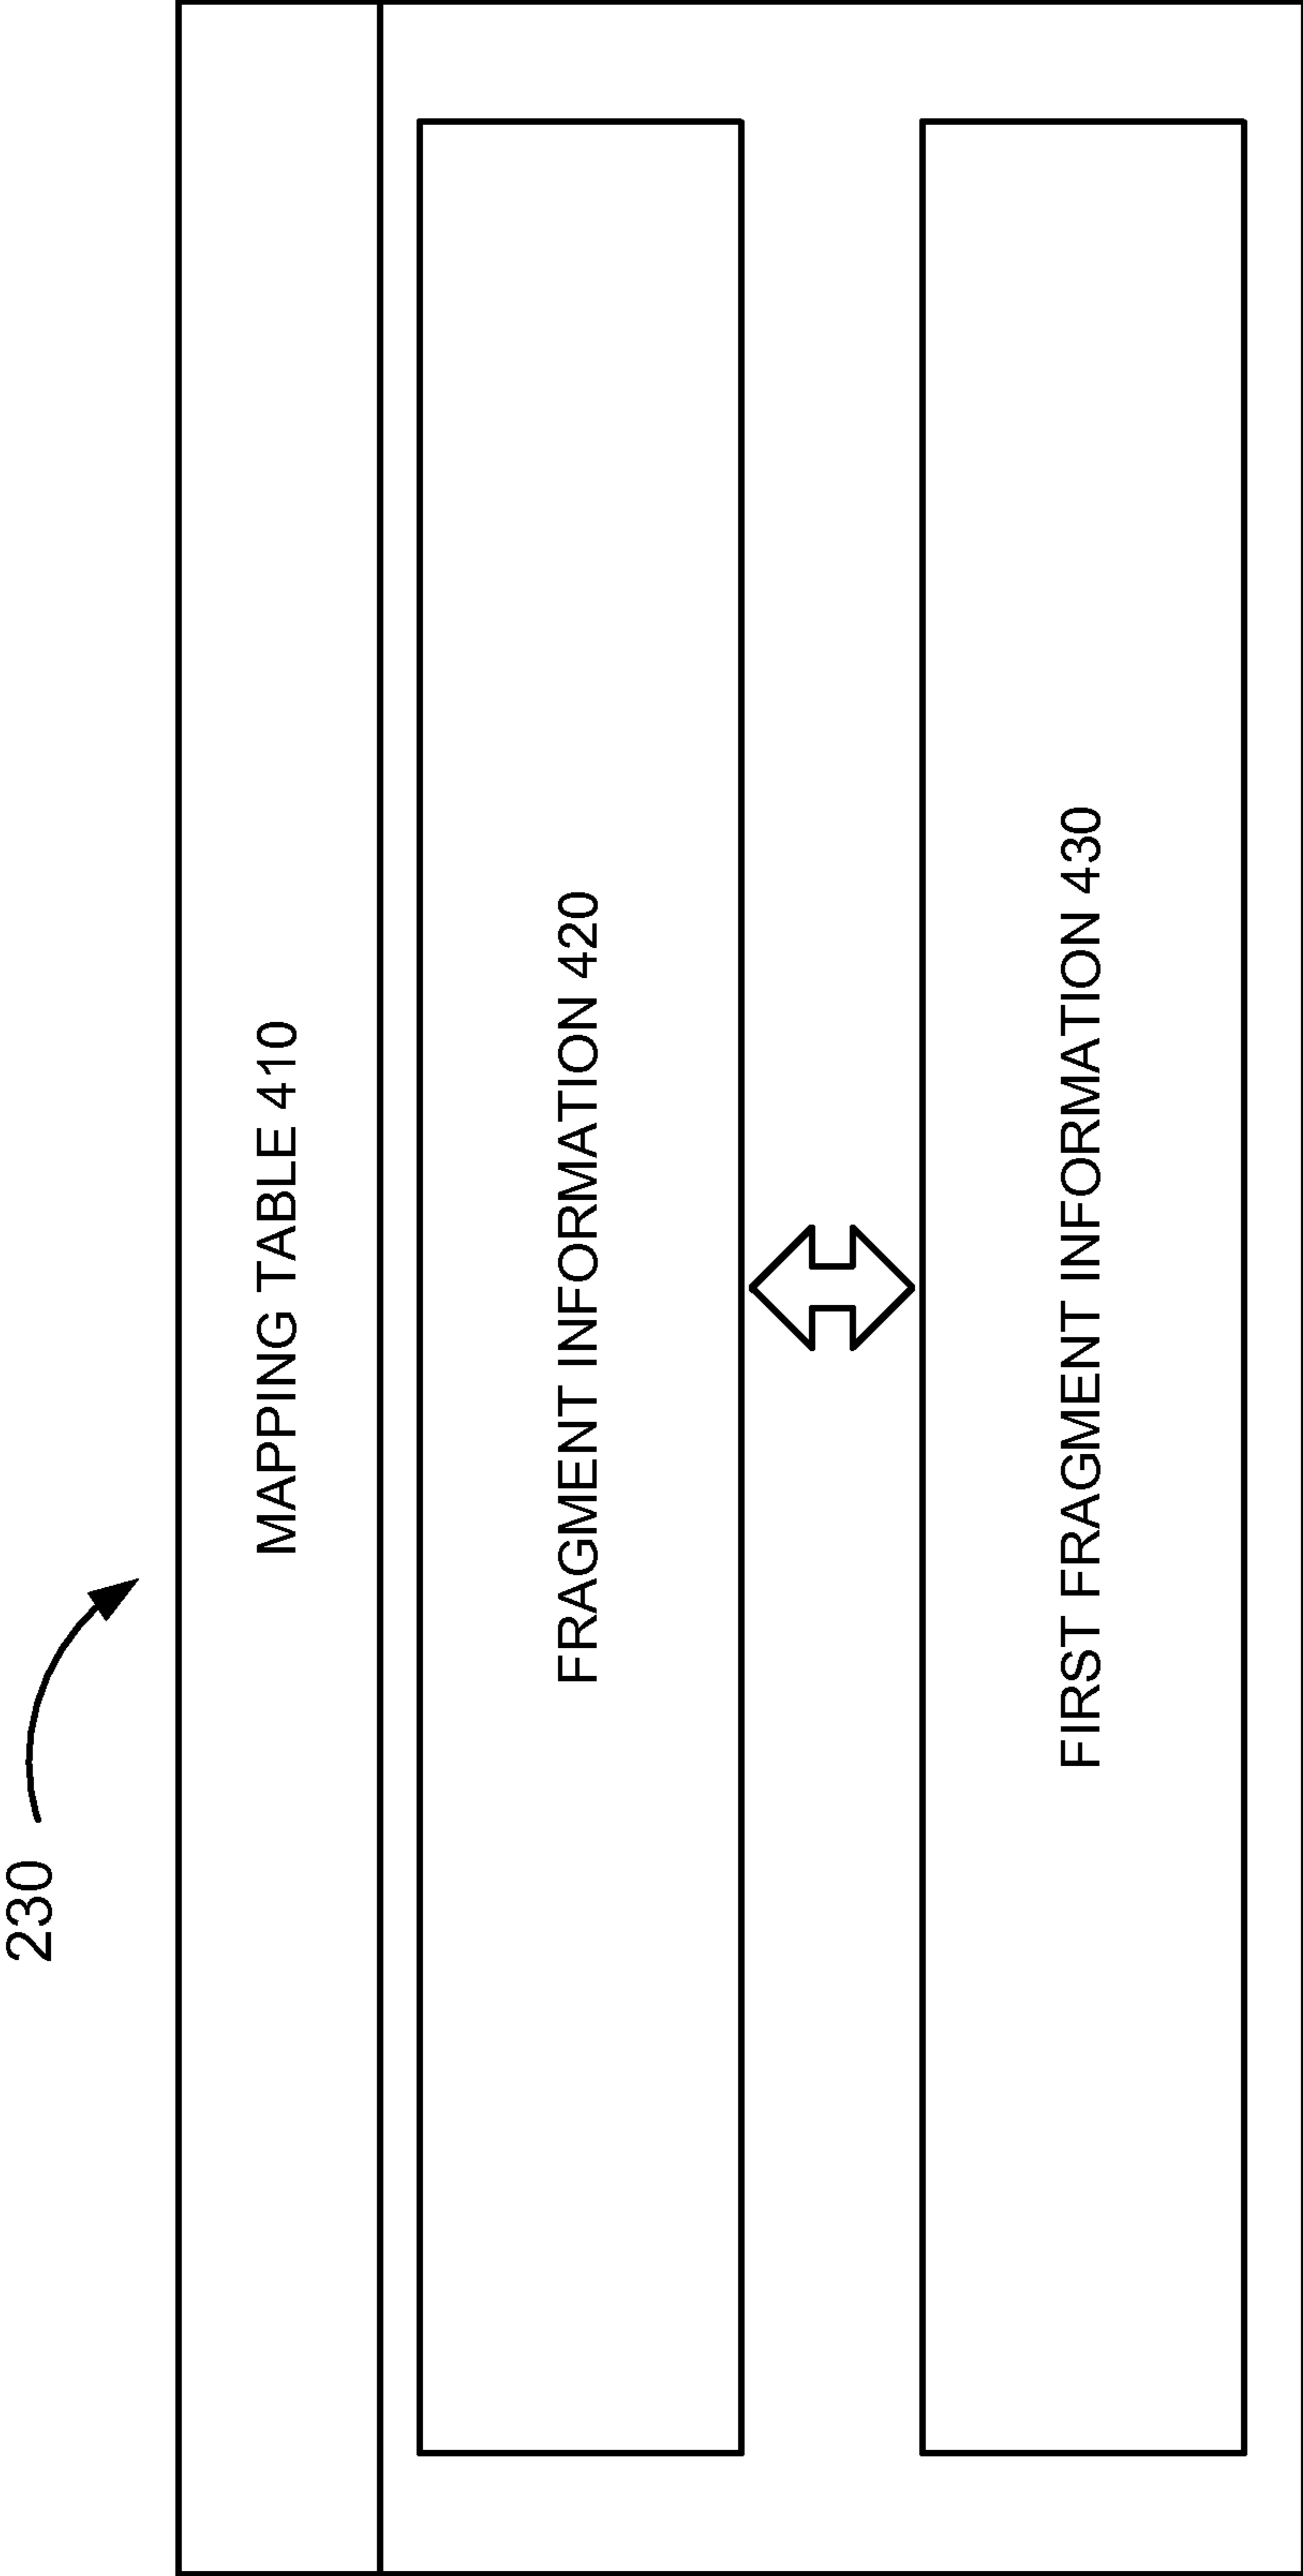 230
MAPPING TABLE 410
FRAGMENT INFORMATION 420
FIRST FRAGMENT INFORMATION 430